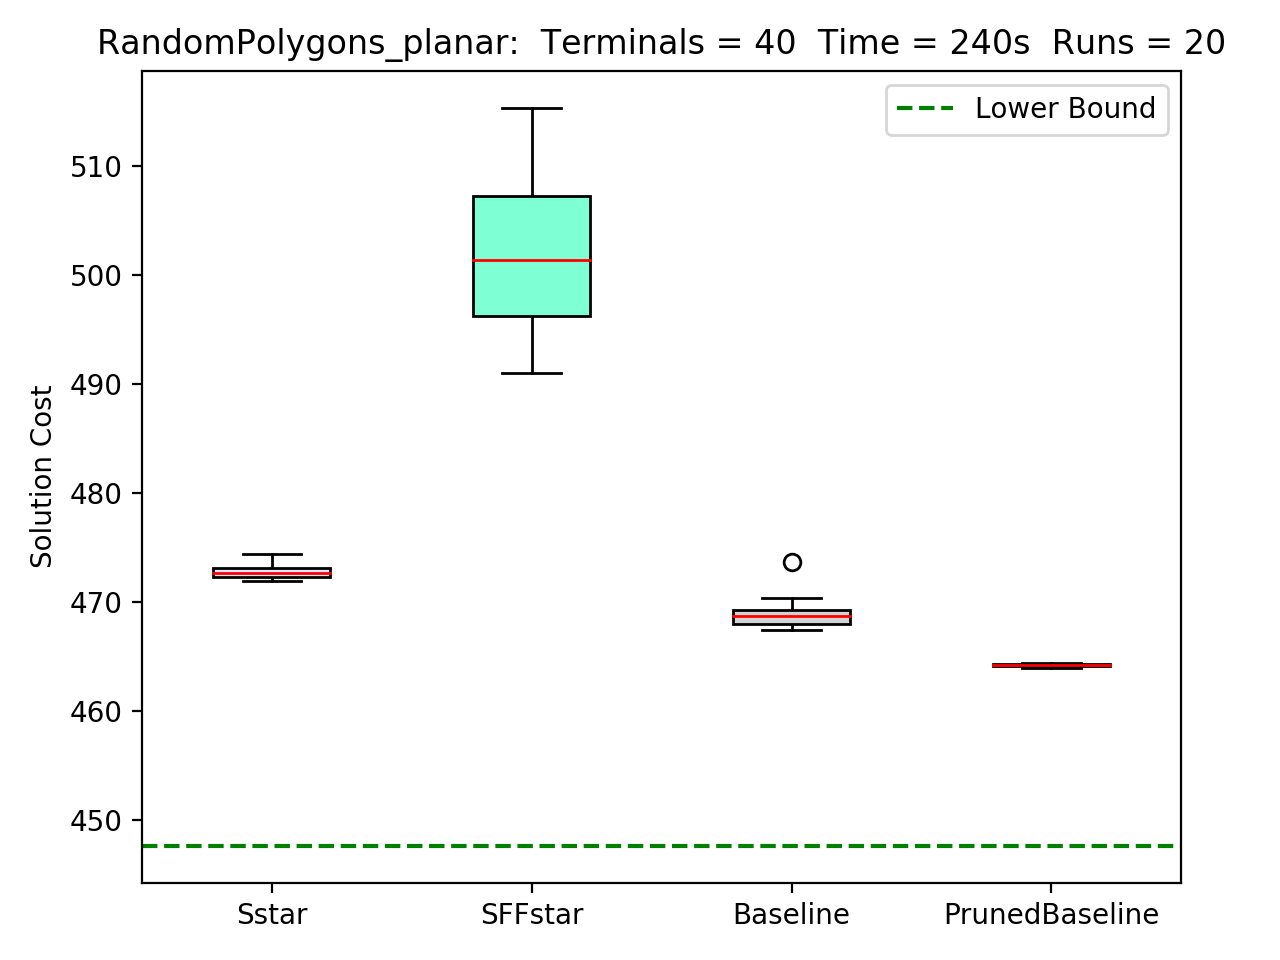 RandomPolygons_planar:  Terminals = 40  Time = 240s  Runs = 20
Lower Bound
Solution Cost
510
500
490
480
470
460
450
Sstar
SFFstar
Baseline
PrunedBaseline